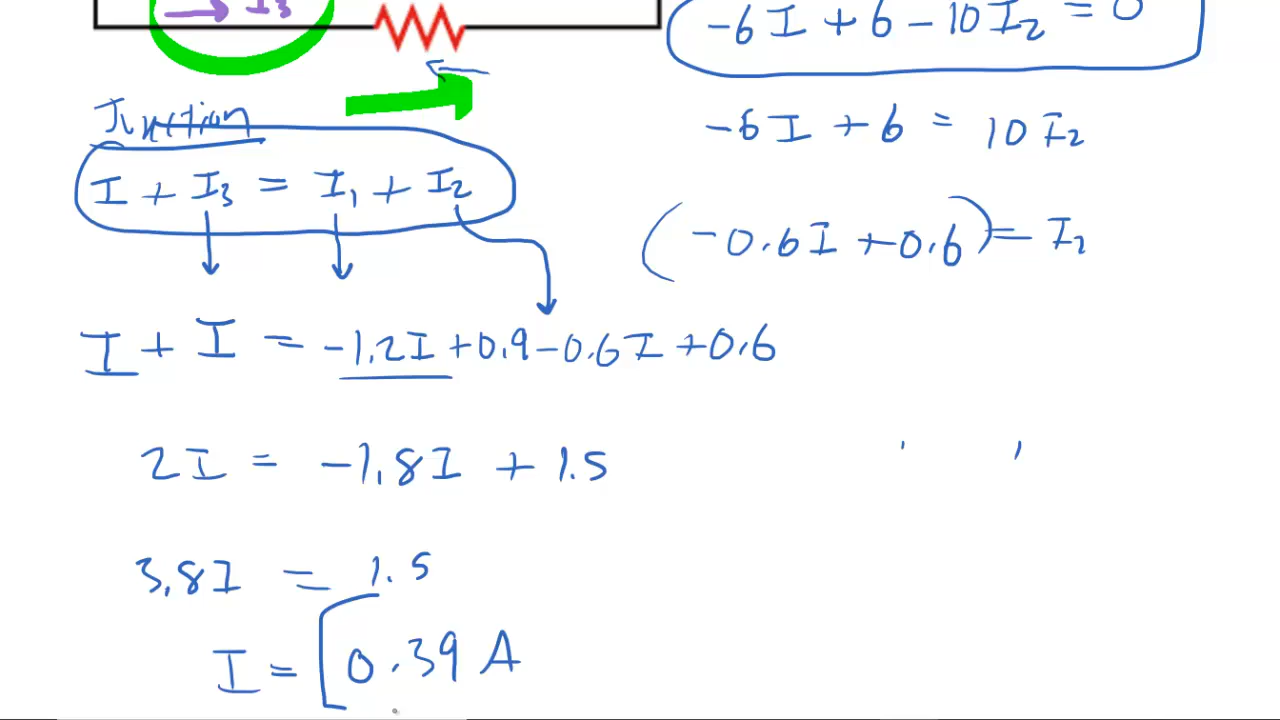 → I₃
-6I + 6 - 10I₂ = 0
Junction
I + I₃ = I₁ + I₂
-6I + 6 = 10I₂
(-0.6I + 0.6) = I₂
I + I = -1.2I + 0.9 - 0.6I + 0.6
2I = -1.8I + 1.5
3.8I = 1.5
I = [0.39 A